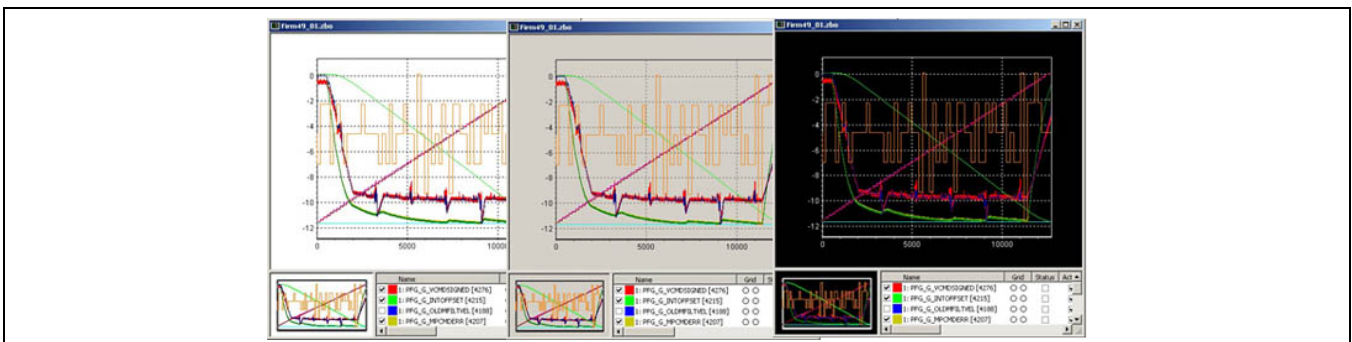 Firm49_01.zbo
0
-2
-4
-6
-8
-10
-12
0 5000 10000
Name
1: PFG_G_VCMDSIGNED [4276]
1: PFG_G_INTOFFSET [4215]
1: PFG_G_OLDMFILTVEL [4188]
1: PFG_G_MPCMDERR [4207]
Firm49_01.zbo
0
-2
-4
-6
-8
-10
-12
0 5000 10000
Name Grid
1: PFG_G_VCMDSIGNED [4276]
1: PFG_G_INTOFFSET [4215]
1: PFG_G_OLDMFILTVEL [4188]
1: PFG_G_MPCMDERR [4207]
Firm49_01.zbo
0
-2
-4
-6
-8
-10
-12
0 5000 10000
Name Grid Status Act
1: PFG_G_VCMDSIGNED [4276]
1: PFG_G_INTOFFSET [4215]
1: PFG_G_OLDMFILTVEL [4188]
1: PFG_G_MPCMDERR [4207]